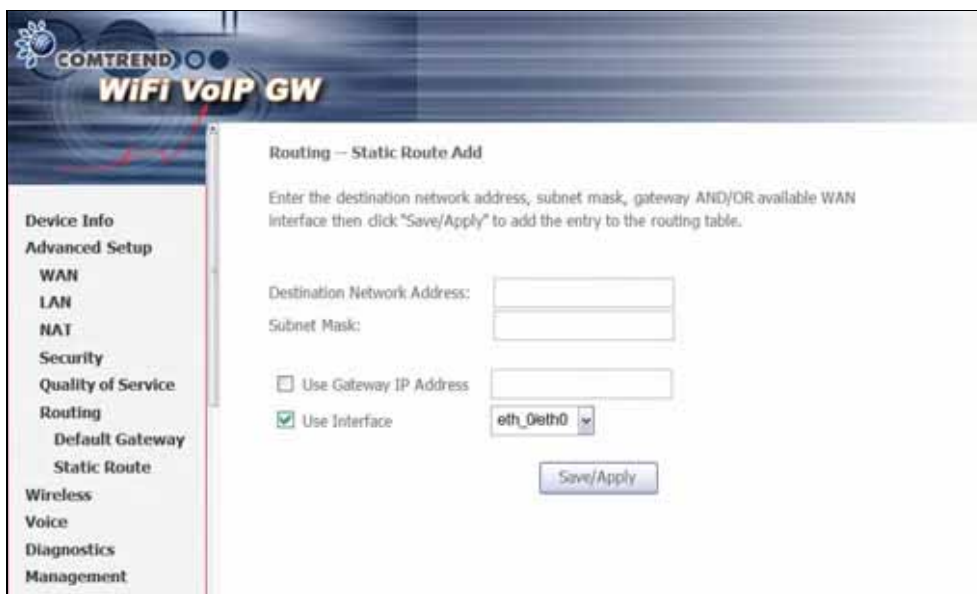 COMTREND
WiFi VoIP GW
Device Info
Advanced Setup
WAN
LAN
NAT
Security
Quality of Service
Routing
Default Gateway
Static Route
Wireless
Voice
Diagnostics
Management
Routing -- Static Route Add
Enter the destination network address, subnet mask, gateway AND/OR available WAN
interface then click "Save/Apply" to add the entry to the routing table.
Destination Network Address:
Subnet Mask:
Use Gateway IP Address
Use Interface
eth_0/eth0
Save/Apply